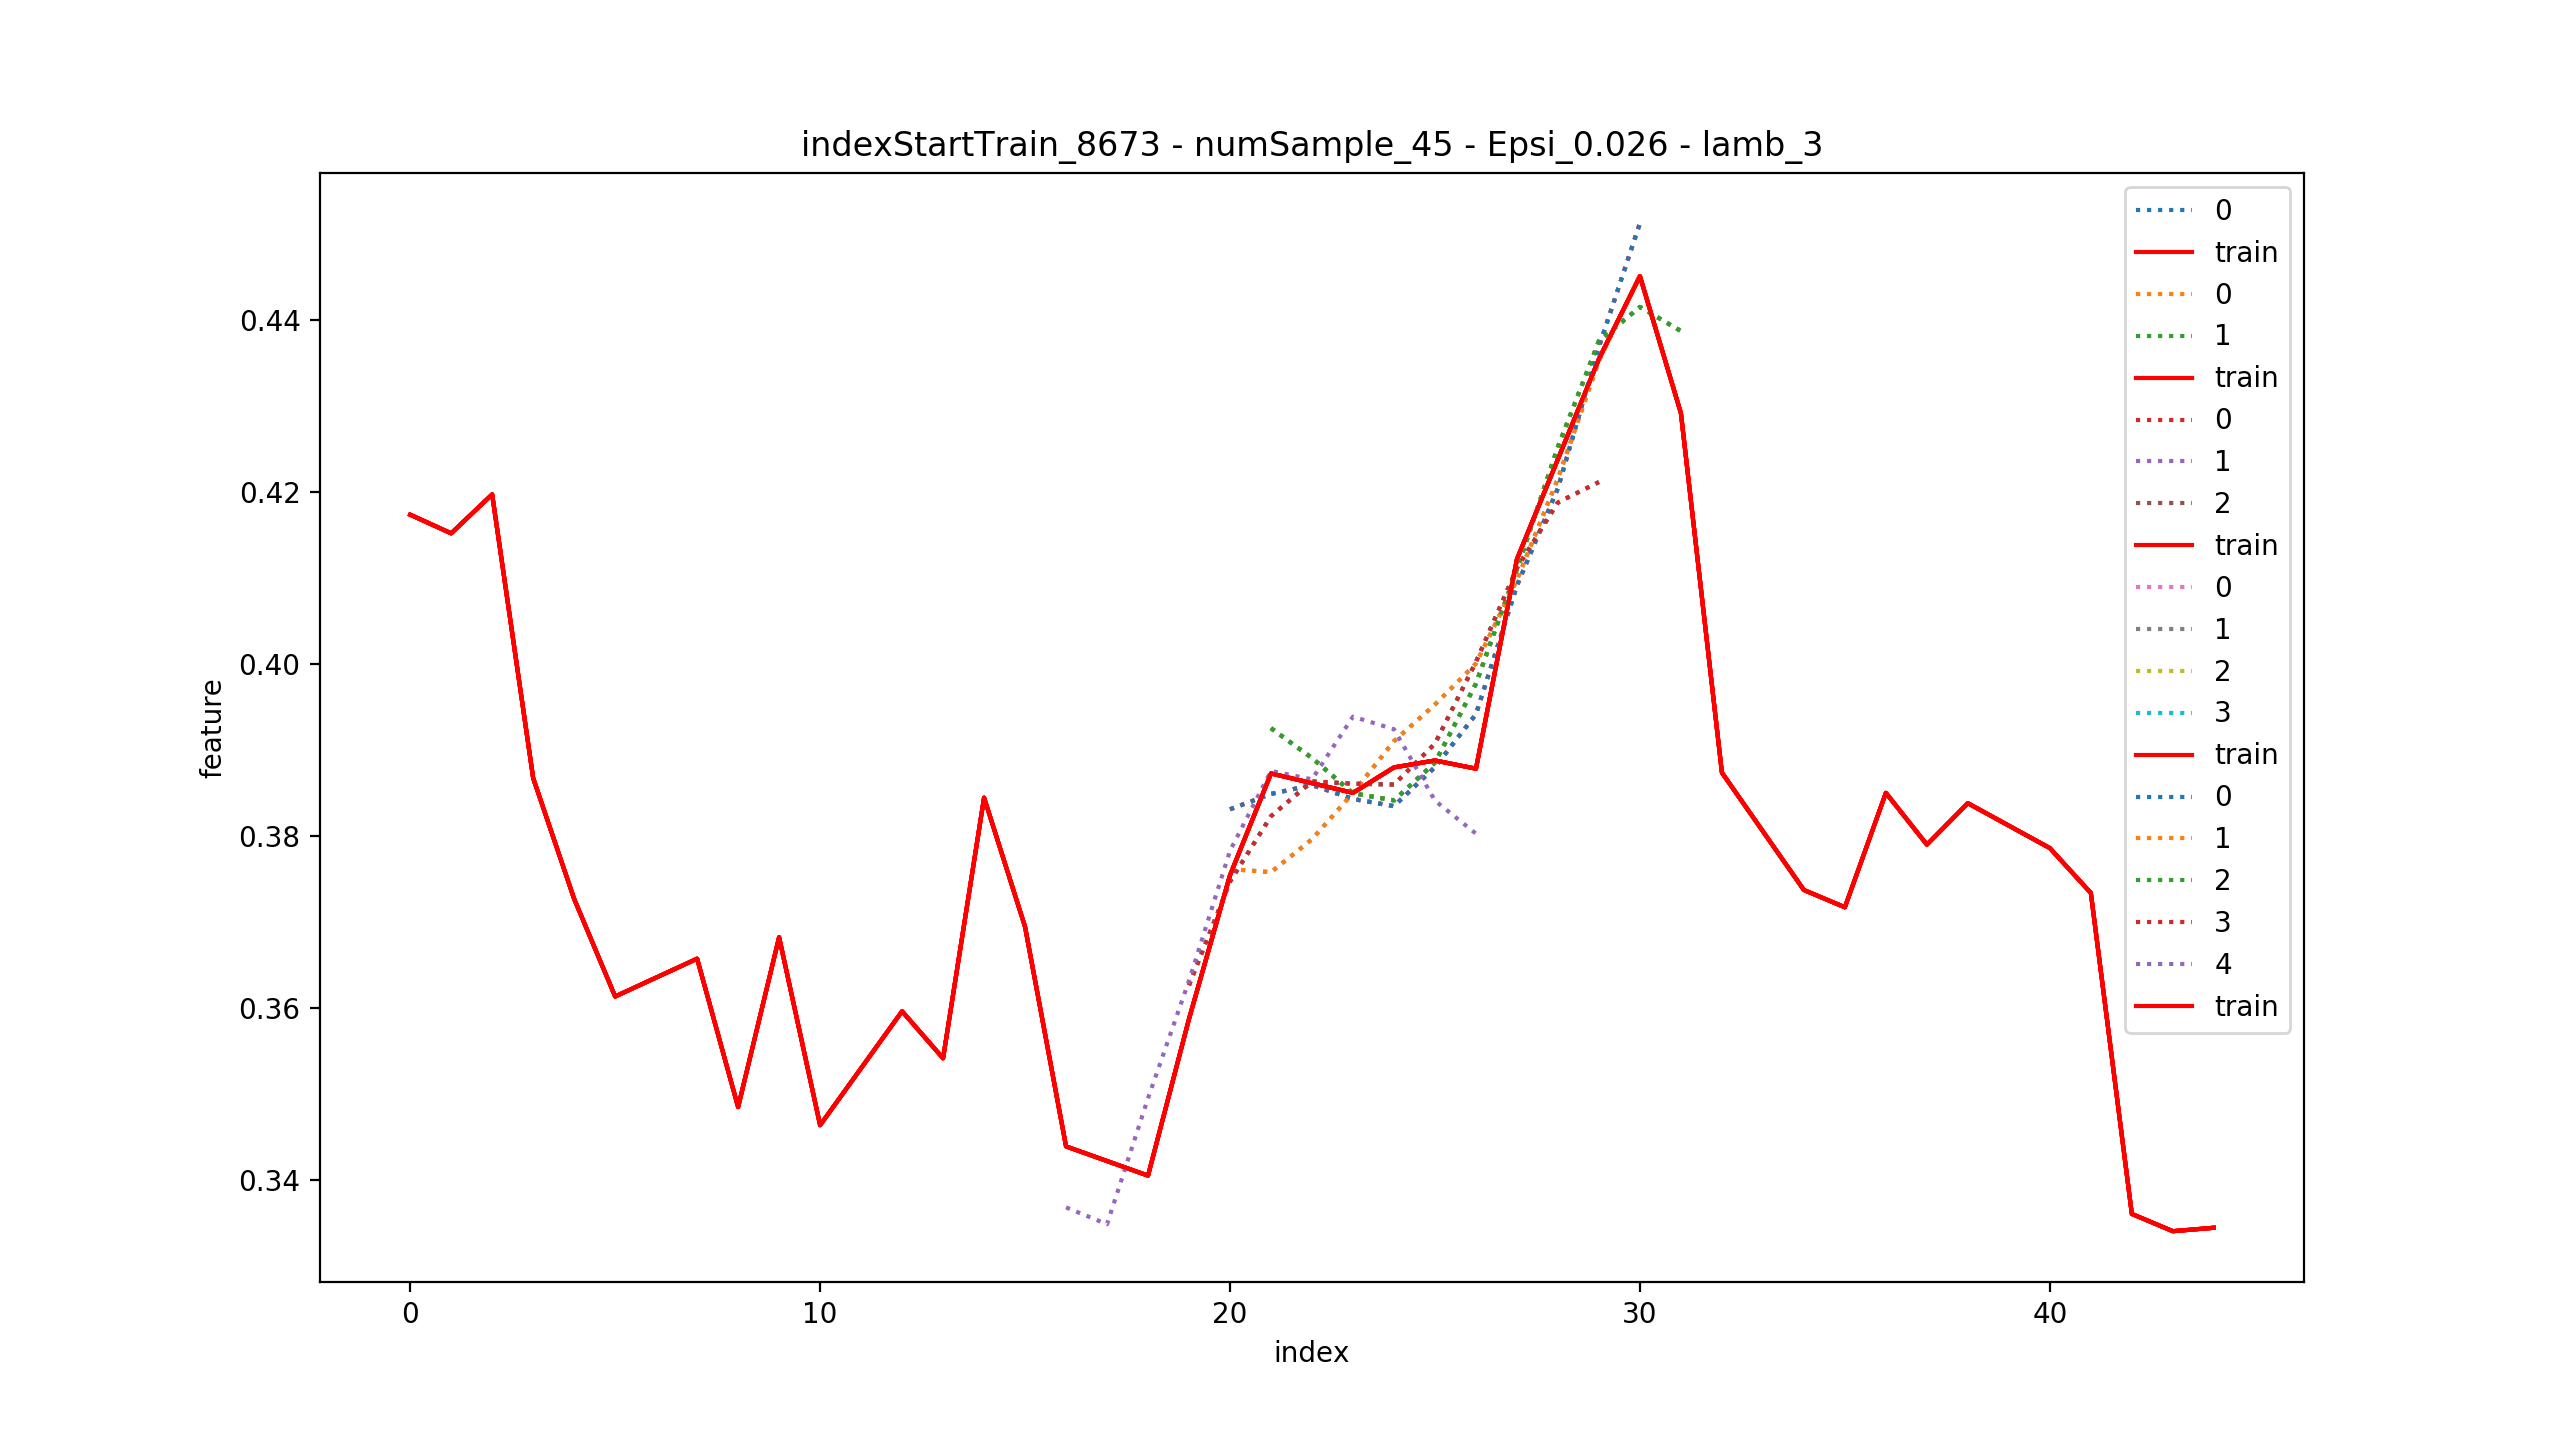 indexStartTrain_8673 - numSample_45 - Epsi_0.026 - lamb_3
0
train
0
1
train
0
1
2
train
0
1
2
3
train
0
1
2
3
4
train
0.44
0.42
0.40
0.38
0.36
0.34
feature
0 10 20 30 40
index